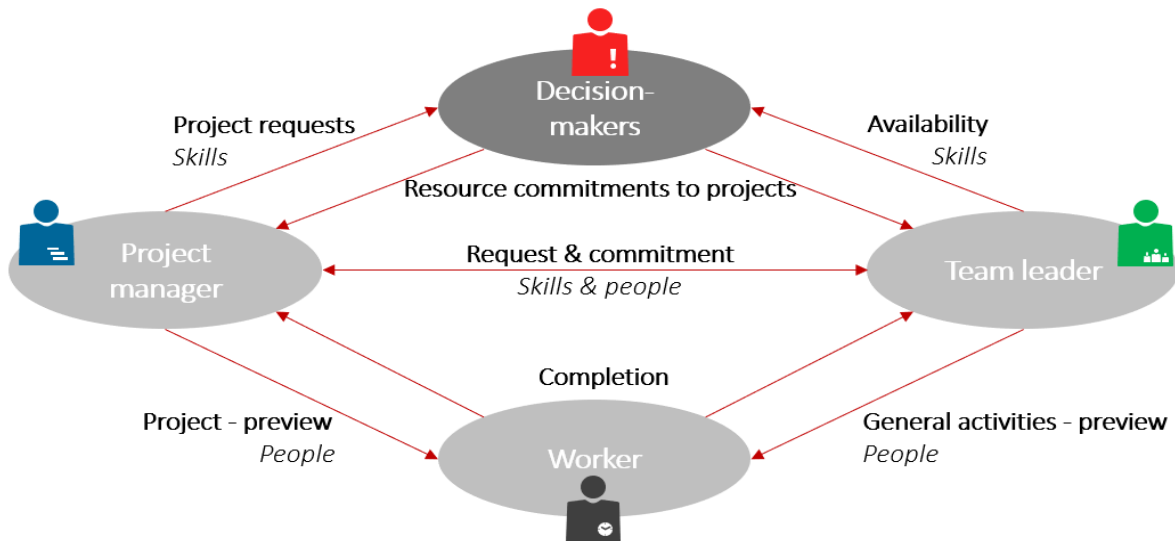 Decision-
makers
Project requests
Skills
Availability
Skills
Resource commitments to projects
Project
manager
Request & commitment
Skills & people
Team leader
Completion
Project - preview
People
General activities - preview
People
Worker